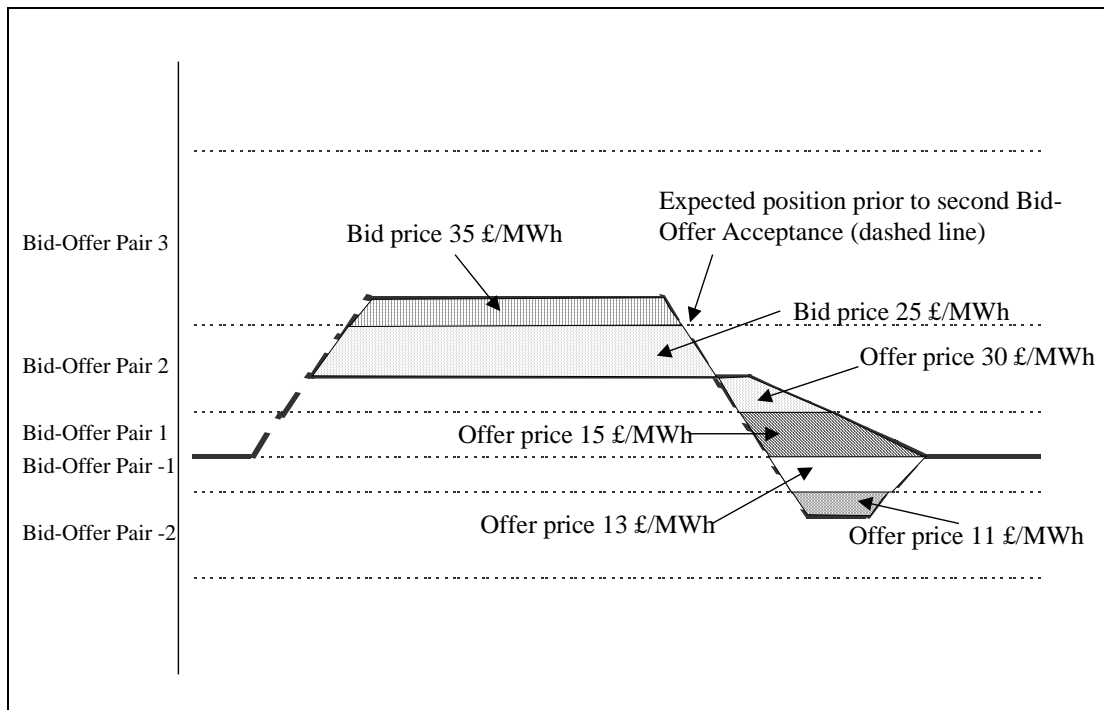 Expected position prior to second Bid-
Offer Acceptance (dashed line)
Bid-Offer Pair 3
Bid price 35 £/MWh
Bid price 25 £/MWh
Offer price 30 £/MWh
Bid-Offer Pair 2
Bid-Offer Pair 1
Offer price 15 £/MWh
Bid-Offer Pair -1
Offer price 13 £/MWh
Bid-Offer Pair -2
Offer price 11 £/MWh